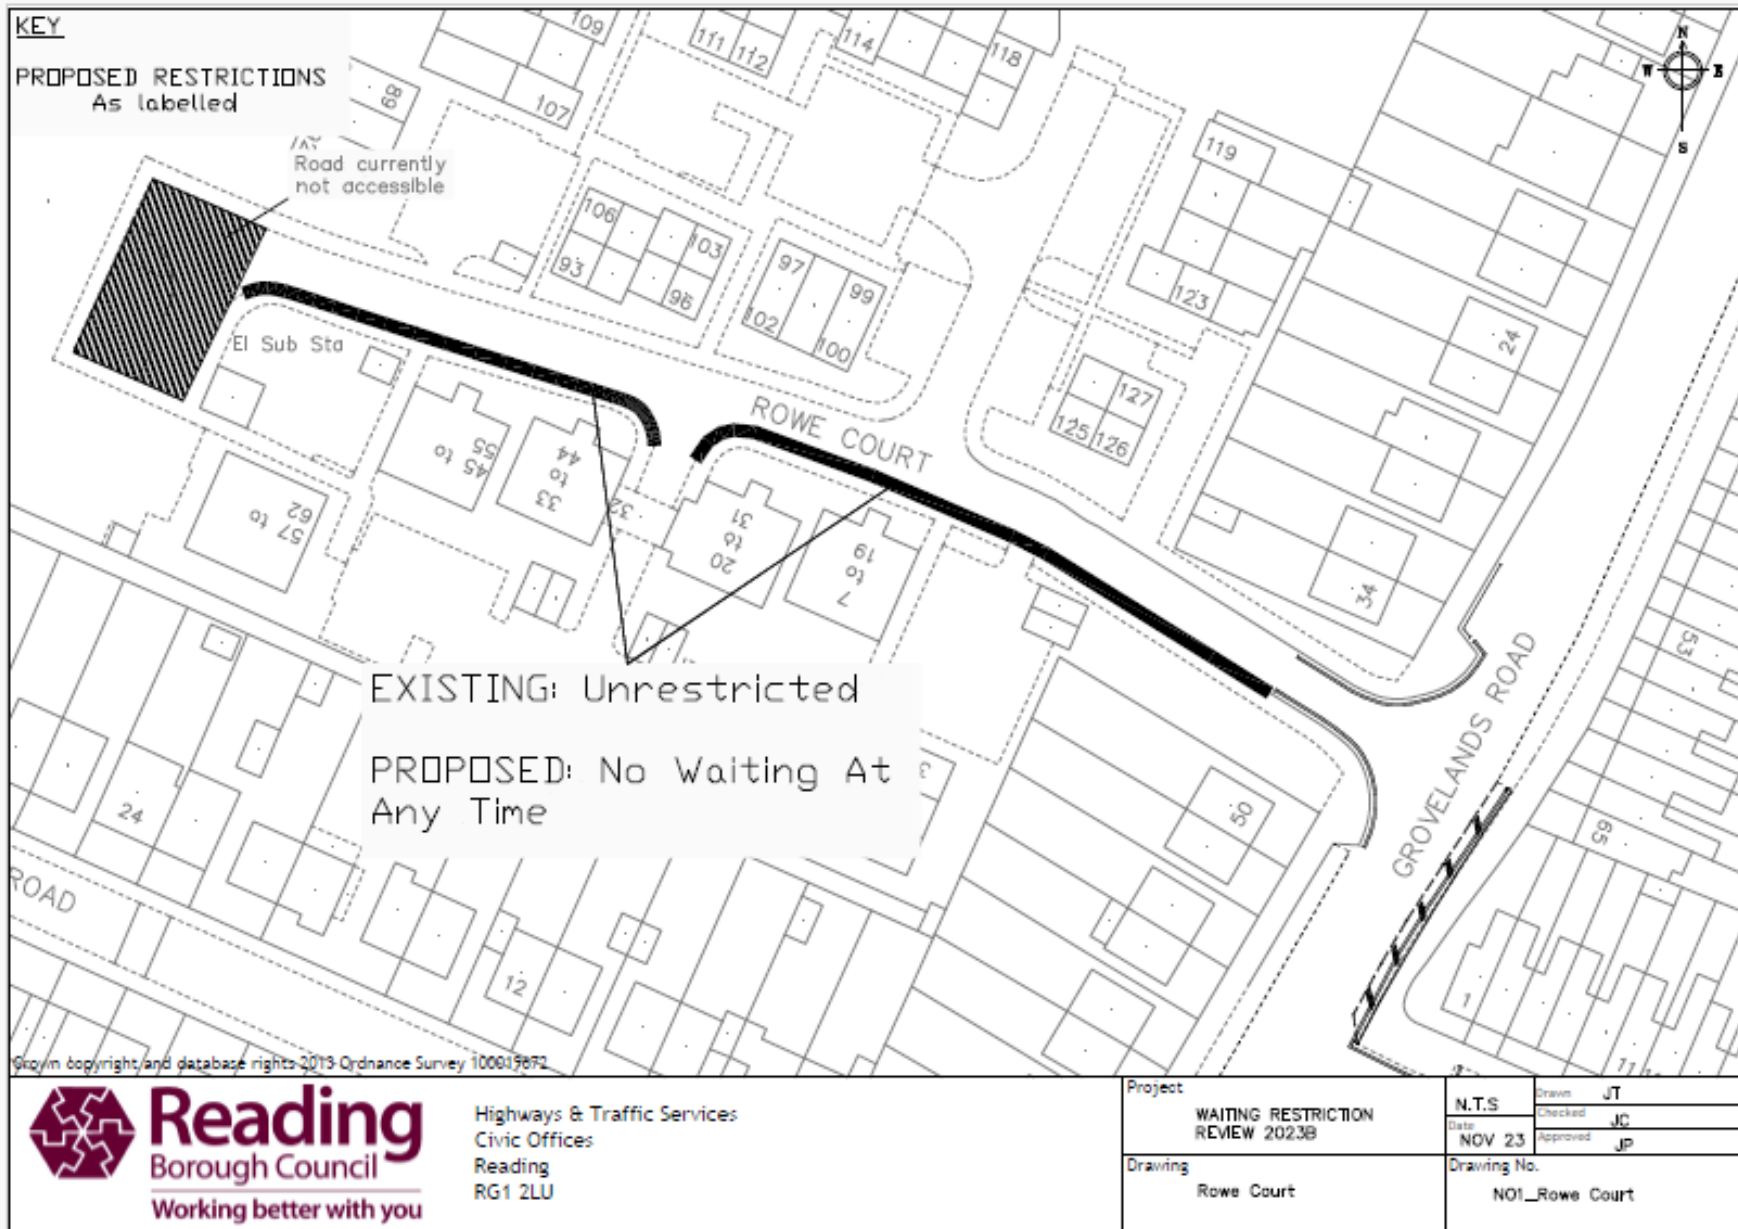 KEY
PROPOSED RESTRICTIONS
As labelled
Road currently
not accessible
109
111
112
114
118
89
107
119
106
103
93
96
97
99
102
100
123
24
El Sub Sta
127
125
126
ROWE COURT
45 to 55
33 to 44
32
20 to 31
7 to 19
57 to 62
34
53
GROVELANDS ROAD
EXISTING: Unrestricted
PROPOSED: No Waiting At
Any Time
24
50
65
ROAD
12
1
11
N
W
E
S
Crown copyright and database rights 2013 Ordnance Survey 100019672
Reading
Borough Council
Working better with you
Highways & Traffic Services
Civic Offices
Reading
RG1 2LU
Project
WAITING RESTRICTION
REVIEW 2023B
Drawing
Rowe Court
N.T.S
Date
NOV 23
Drawn JT
Checked JC
Approved JP
Drawing No.
NO1_Rowe Court